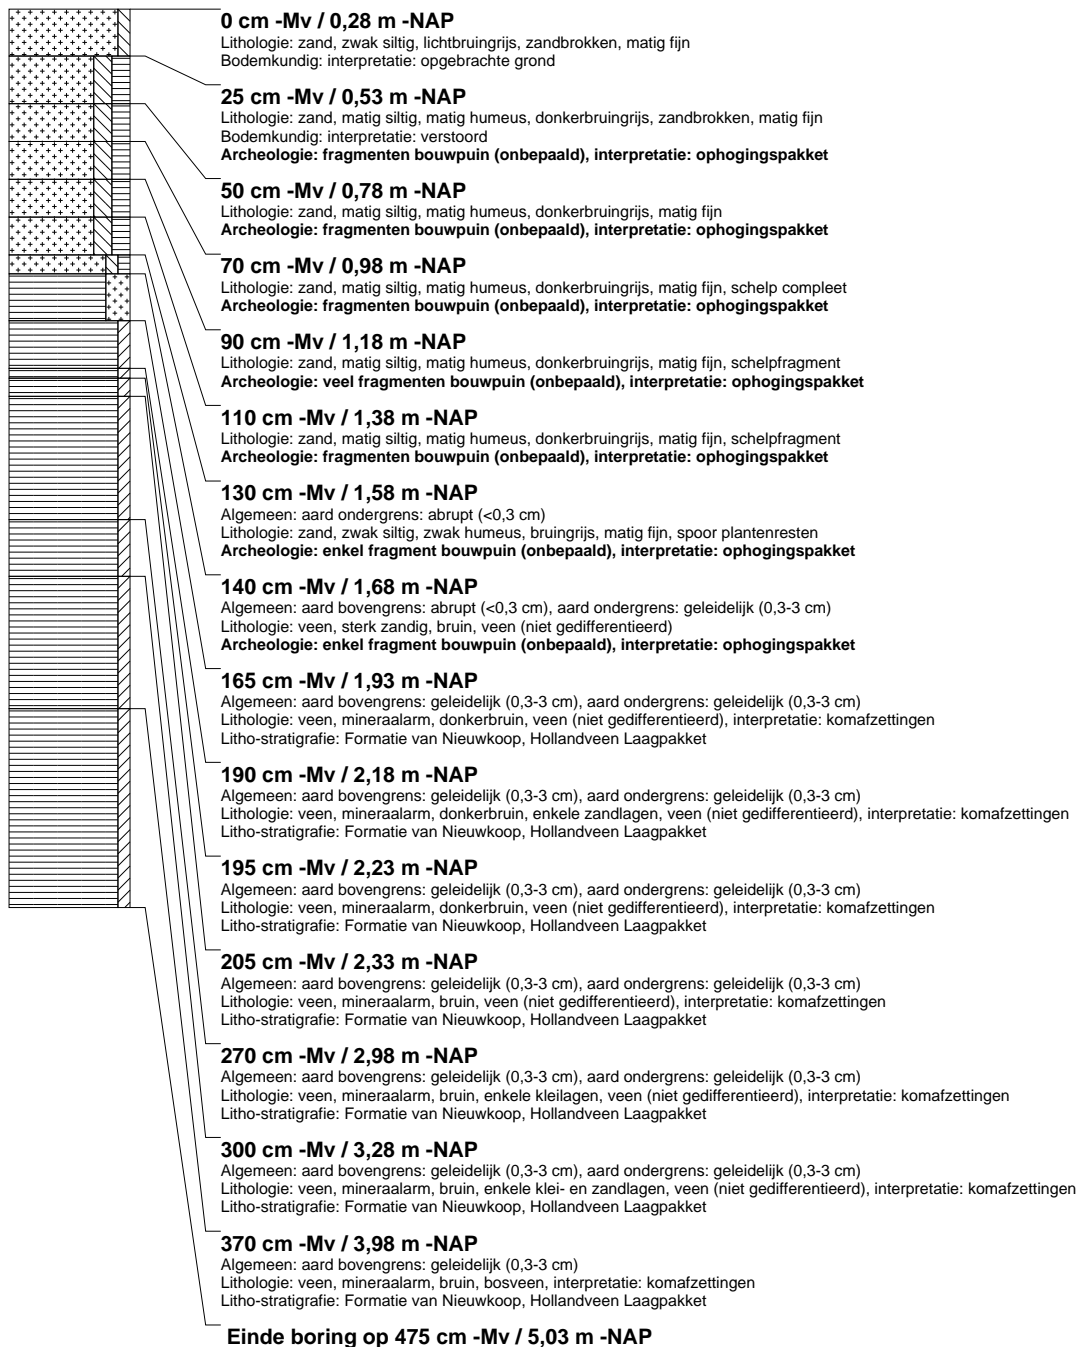 0 cm -Mv / 0,28 m -NAP
Lithologie: zand, zwak siltig, lichtbruingrijs, zandbrokken, matig fijn
Bodemkundig: interpretatie: opgebrachte grond
25 cm -Mv / 0,53 m -NAP
Lithologie: zand, matig siltig, matig humeus, donkerbruingrijs, zandbrokken, matig fijn
Bodemkundig: interpretatie: verstoord
Archeologie: fragmenten bouwpuin (onbepaald), interpretatie: ophogingspakket
50 cm -Mv / 0,78 m -NAP
Lithologie: zand, matig siltig, matig humeus, donkerbruingrijs, matig fijn
Archeologie: fragmenten bouwpuin (onbepaald), interpretatie: ophogingspakket
70 cm -Mv / 0,98 m -NAP
Lithologie: zand, matig siltig, matig humeus, donkerbruingrijs, matig fijn, schelp compleet
Archeologie: fragmenten bouwpuin (onbepaald), interpretatie: ophogingspakket
90 cm -Mv / 1,18 m -NAP
Lithologie: zand, matig siltig, matig humeus, donkerbruingrijs, matig fijn, schelpfragment
Archeologie: veel fragmenten bouwpuin (onbepaald), interpretatie: ophogingspakket
110 cm -Mv / 1,38 m -NAP
Lithologie: zand, matig siltig, matig humeus, donkerbruingrijs, matig fijn, schelpfragment
Archeologie: fragmenten bouwpuin (onbepaald), interpretatie: ophogingspakket
130 cm -Mv / 1,58 m -NAP
Algemeen: aard ondergrens: abrupt (<0,3 cm)
Lithologie: zand, zwak siltig, zwak humeus, bruingrijs, matig fijn, spoor plantenresten
Archeologie: enkel fragment bouwpuin (onbepaald), interpretatie: ophogingspakket
140 cm -Mv / 1,68 m -NAP
Algemeen: aard bovengrens: abrupt (<0,3 cm), aard ondergrens: geleidelijk (0,3-3 cm)
Lithologie: veen, sterk zandig, bruin, veen (niet gedifferentieerd)
Archeologie: enkel fragment bouwpuin (onbepaald), interpretatie: ophogingspakket
165 cm -Mv / 1,93 m -NAP
Algemeen: aard bovengrens: geleidelijk (0,3-3 cm), aard ondergrens: geleidelijk (0,3-3 cm)
Lithologie: veen, mineraalarm, donkerbruin, veen (niet gedifferentieerd), interpretatie: komafzettingen
Litho-stratigrafie: Formatie van Nieuwkoop, Hollandveen Laagpakket
190 cm -Mv / 2,18 m -NAP
Algemeen: aard bovengrens: geleidelijk (0,3-3 cm), aard ondergrens: geleidelijk (0,3-3 cm)
Lithologie: veen, mineraalarm, donkerbruin, enkele zandlagen, veen (niet gedifferentieerd), interpretatie: komafzettingen
Litho-stratigrafie: Formatie van Nieuwkoop, Hollandveen Laagpakket
195 cm -Mv / 2,23 m -NAP
Algemeen: aard bovengrens: geleidelijk (0,3-3 cm), aard ondergrens: geleidelijk (0,3-3 cm)
Lithologie: veen, mineraalarm, donkerbruin, veen (niet gedifferentieerd), interpretatie: komafzettingen
Litho-stratigrafie: Formatie van Nieuwkoop, Hollandveen Laagpakket
205 cm -Mv / 2,33 m -NAP
Algemeen: aard bovengrens: geleidelijk (0,3-3 cm), aard ondergrens: geleidelijk (0,3-3 cm)
Lithologie: veen, mineraalarm, bruin, veen (niet gedifferentieerd), interpretatie: komafzettingen
Litho-stratigrafie: Formatie van Nieuwkoop, Hollandveen Laagpakket
270 cm -Mv / 2,98 m -NAP
Algemeen: aard bovengrens: geleidelijk (0,3-3 cm), aard ondergrens: geleidelijk (0,3-3 cm)
Lithologie: veen, mineraalarm, bruin, enkele kleilagen, veen (niet gedifferentieerd), interpretatie: komafzettingen
Litho-stratigrafie: Formatie van Nieuwkoop, Hollandveen Laagpakket
300 cm -Mv / 3,28 m -NAP
Algemeen: aard bovengrens: geleidelijk (0,3-3 cm), aard ondergrens: geleidelijk (0,3-3 cm)
Lithologie: veen, mineraalarm, bruin, enkele klei- en zandlagen, veen (niet gedifferentieerd), interpretatie: komafzettingen
Litho-stratigrafie: Formatie van Nieuwkoop, Hollandveen Laagpakket
370 cm -Mv / 3,98 m -NAP
Algemeen: aard bovengrens: geleidelijk (0,3-3 cm)
Lithologie: veen, mineraalarm, bruin, bosveen, interpretatie: komafzettingen
Litho-stratigrafie: Formatie van Nieuwkoop, Hollandveen Laagpakket
Einde boring op 475 cm -Mv / 5,03 m -NAP